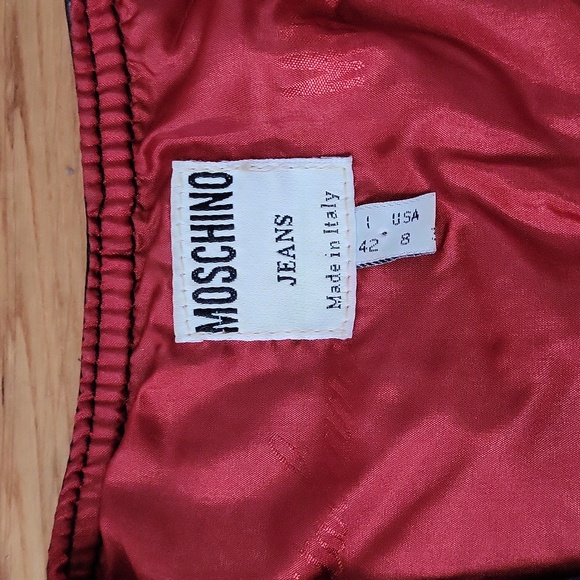 MOSCHINO
JEANS
Made in Italy
I USA
42 8